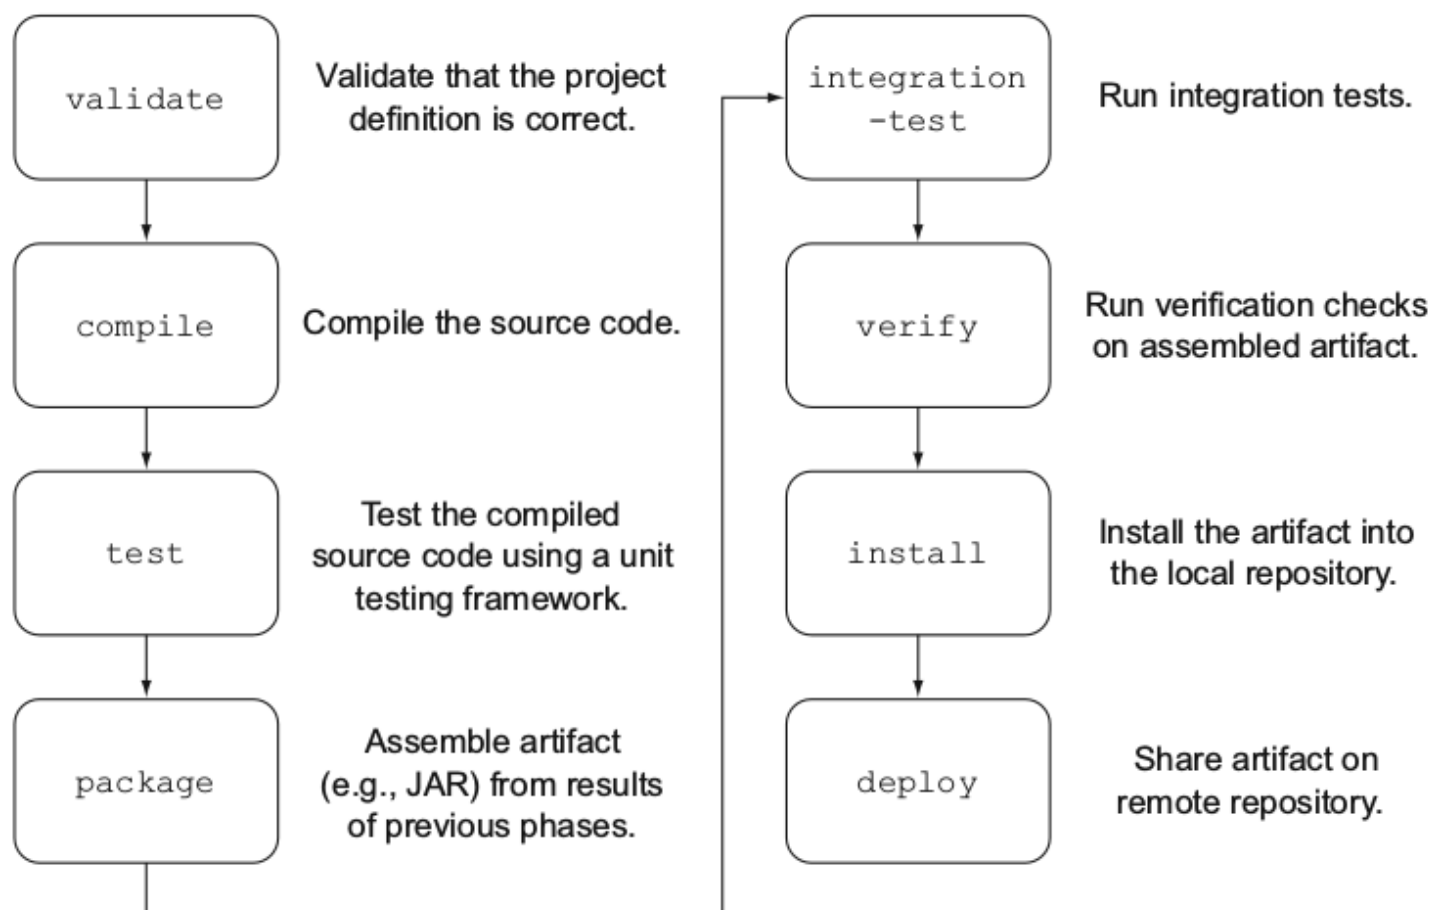 validate
Validate that the project
definition is correct.
compile
Compile the source code.
test
Test the compiled
source code using a unit
testing framework.
package
Assemble artifact
(e.g., JAR) from results
of previous phases.
integration
-test
Run integration tests.
verify
Run verification checks
on assembled artifact.
install
Install the artifact into
the local repository.
deploy
Share artifact on
remote repository.